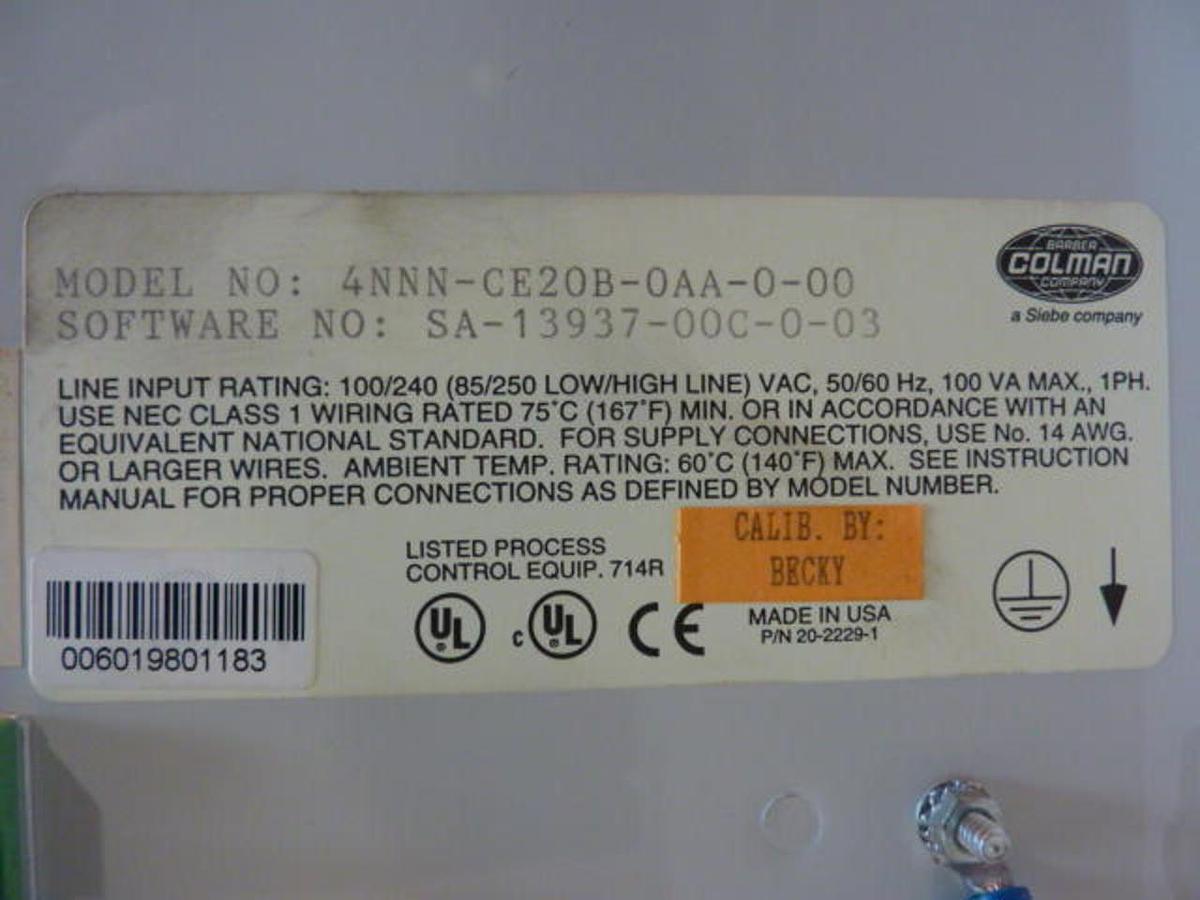 BARBER
COLMAN
COMPANY
a Siebe company
MODEL NO: 4NNN-CE20B-0AA-0-00
SOFTWARE NO: SA-13937-00C-0-03
LINE INPUT RATING: 100/240 (85/250 LOW/HIGH LINE) VAC, 50/60 Hz, 100 VA MAX., 1PH.
USE NEC CLASS 1 WIRING RATED 75°C (167°F) MIN. OR IN ACCORDANCE WITH AN
EQUIVALENT NATIONAL STANDARD. FOR SUPPLY CONNECTIONS, USE No. 14 AWG.
OR LARGER WIRES. AMBIENT TEMP. RATING: 60°C (140°F) MAX. SEE INSTRUCTION
MANUAL FOR PROPER CONNECTIONS AS DEFINED BY MODEL NUMBER.
LISTED PROCESS
CONTROL EQUIP. 714R
CALIB. BY:
BECKY
UL ® c UL ® CE
MADE IN USA
P/N 20-2229-1
006019801183